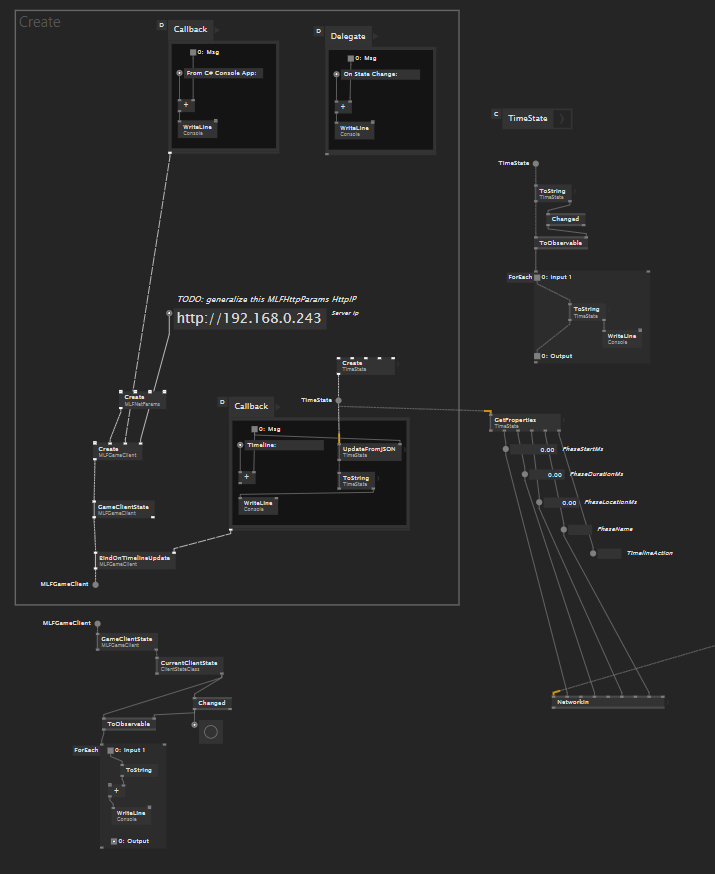 Create
D Callback
0: Msg
From C# Console App:
+
WriteLine
Console
D Delegate
0: Msg
On State Change:
+
WriteLine
Console
C TimeState
TimeState
ToString
TimeState
Changed
ToObservable
ForEach 0: Input 1
ToString
TimeState
WriteLine
Console
0: Output
TODO: generalize this MLFHttpParams HttpIP
http://192.168.0.243 Server Ip
Create
TimeState
TimeState
Create
MLFNetParams
D Callback
0: Msg
Timeline:
UpdateFromJSON
TimeState
+
ToString
TimeState
WriteLine
Console
Create
MLFGameClient
GameClientState
MLFGameClient
BindOnTimelineUpdate
MLFGameClient
MLFGameClient
GetProperties
TimeState
0.00 PhaseStartMs
0.00 PhaseDurationMs
0.00 PhaseLocationMs
PhaseName
TimelineAction
NetworkIn
MLFGameClient
GameClientState
MLFGameClient
CurrentClientState
ClientStateClass
Changed
ToObservable
ForEach 0: Input 1
ToString
+
WriteLine
Console
0: Output